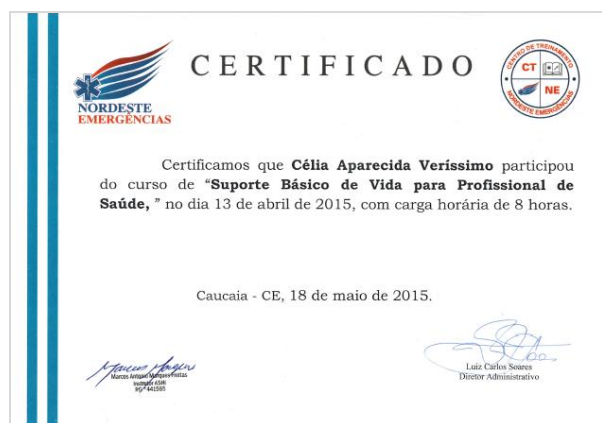 CERTIFICADO
NORDESTE
EMERGÊNCIAS
CENTRO DE TREINAMENTO
CT
NE
NORDESTE EMERGÊNCIAS
Certificamos que Célia Aparecida Veríssimo participou
do curso de “Suporte Básico de Vida para Profissional de
Saúde, ” no dia 13 de abril de 2015, com carga horária de 8 horas.
Caucaia - CE, 18 de maio de 2015.
Marcos Antonio Marques Freitas
Instrutor ASHI
Luiz Carlos Soares
Diretor Administrativo